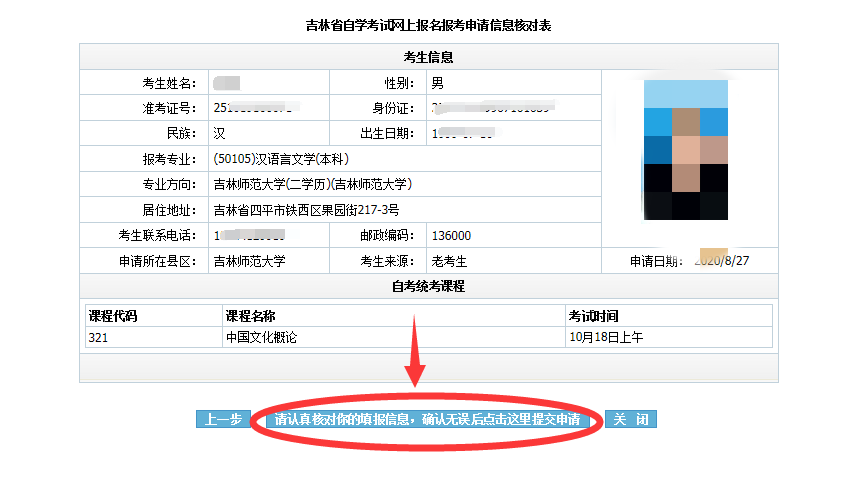 吉林省自学考试网上报名报考申请信息核对表
考生信息
考生姓名： 性别： 男
准考证号： 身份证：
民族： 汉 出生日期：
报考专业： (50105)汉语言文学(本科)
专业方向： 吉林师范大学(二学历)(吉林师范大学)
居住地址： 吉林省四平市铁西区果园街217-3号
考生联系电话： 邮政编码： 136000
申请所在县区： 吉林师范大学 考生来源： 老考生 申请日期： 2020/8/27
自考统考课程
课程代码 课程名称 考试时间
321 中国文化概论 10月18日上午
上一步 请认真核对你的填报信息，确认无误后点击这里提交申请 关 闭